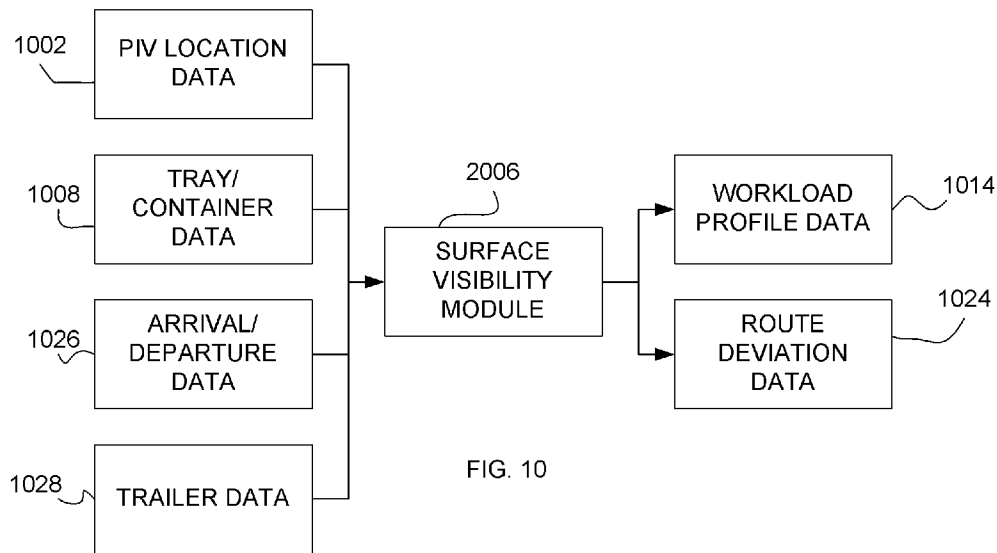 1002
PIV LOCATION
DATA
1008
TRAY/
CONTAINER
DATA
1026
ARRIVAL/
DEPARTURE
DATA
1028
TRAILER DATA
2006
SURFACE
VISIBILITY
MODULE
WORKLOAD
PROFILE DATA
1014
ROUTE
DEVIATION
DATA
1024
FIG. 10